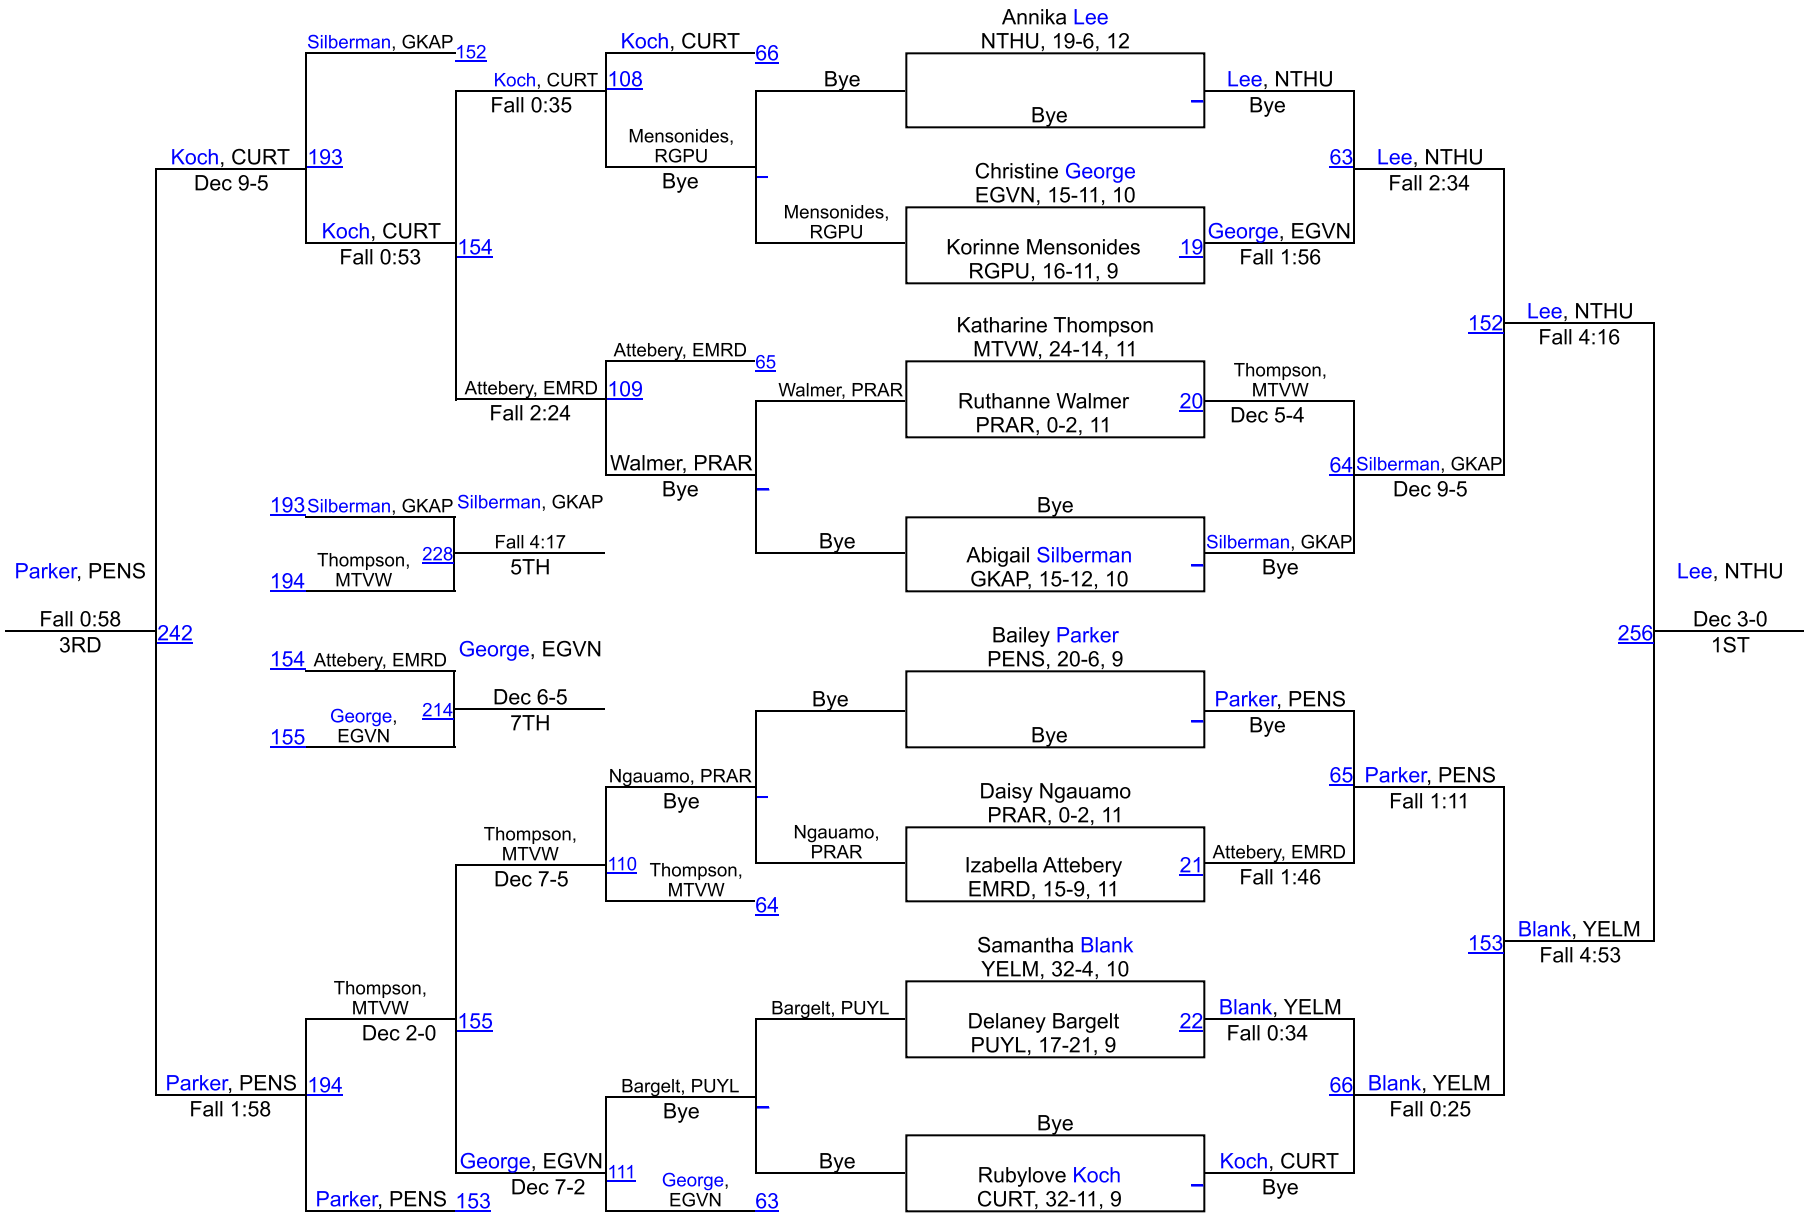 Annika Lee
NTHU, 19-6, 12
Silberman, GKAP
152
Koch, CURT
66
Koch, CURT
108
Bye
Lee, NTHU
Fall 0:35
Bye
Bye
Mensonides,
RGPU
Bye
Koch, CURT
193
Dec 9-5
63
Lee, NTHU
Fall 2:34
Christine George
EGVN, 15-11, 10
Mensonides,
RGPU
Koch, CURT
154
Fall 0:53
Korinne Mensonides
RGPU, 16-11, 9
19
George, EGVN
Fall 1:56
Katharine Thompson
MTVW, 24-14, 11
152
Lee, NTHU
Fall 4:16
Attebery, EMRD
65
Attebery, EMRD
109
Fall 2:24
Walmer, PRAR
Ruthanne Walmer
PRAR, 0-2, 11
20
Thompson,
MTVW
Dec 5-4
Walmer, PRAR
Bye
64
Silberman, GKAP
Dec 9-5
193
Silberman, GKAP
Silberman, GKAP
Bye
Fall 4:17
5TH
228
Thompson,
MTVW
194
Bye
Abigail Silberman
GKAP, 15-12, 10
Silberman, GKAP
Bye
Parker, PENS
Fall 0:58
3RD
242
Lee, NTHU
256
Dec 3-0
1ST
Bailey Parker
PENS, 20-6, 9
154
Attebery, EMRD
George, EGVN
Dec 6-5
7TH
214
George,
EGVN
155
Bye
Bye
Parker, PENS
Bye
Ngauamo, PRAR
Bye
65
Parker, PENS
Fall 1:11
Daisy Ngauamo
PRAR, 0-2, 11
Thompson,
MTVW
Dec 7-5
110
Thompson,
MTVW
64
Ngauamo,
PRAR
Izabella Attebery
EMRD, 15-9, 11
21
Attebery, EMRD
Fall 1:46
Samantha Blank
YELM, 32-4, 10
153
Blank, YELM
Fall 4:53
Thompson,
MTVW
Dec 2-0
155
Bargelt, PUYL
Delaney Bargelt
PUYL, 17-21, 9
22
Blank, YELM
Fall 0:34
Parker, PENS
194
Fall 1:58
Bargelt, PUYL
Bye
66
Blank, YELM
Fall 0:25
Bye
George, EGVN
111
Dec 7-2
Bye
Rubylove Koch
CURT, 32-11, 9
Koch, CURT
Bye
Parker, PENS
153
George,
EGVN
63